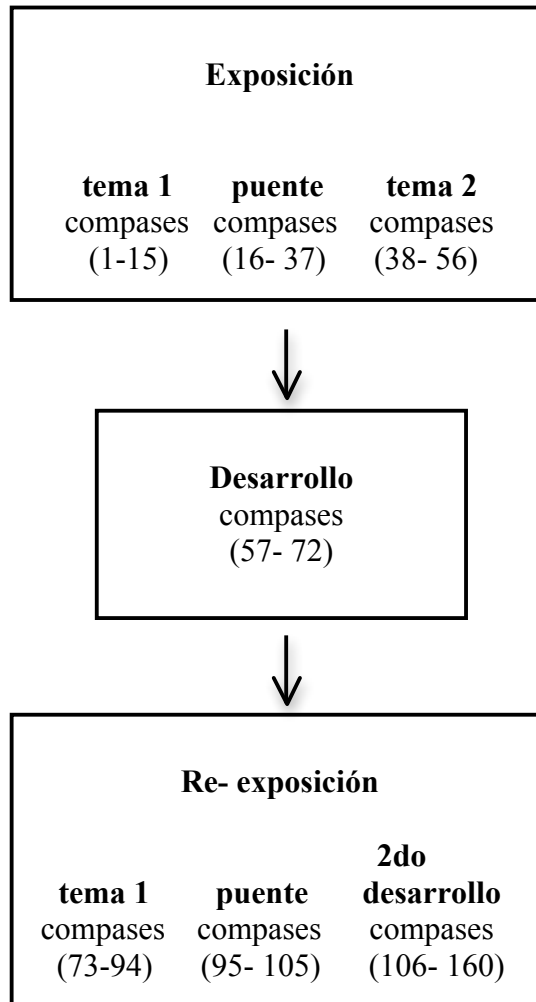 Exposición
tema 1 puente tema 2
compases compases compases
(1-15) (16- 37) (38- 56)
Desarrollo
compases
(57- 72)
Re- exposición
2do
tema 1 puente desarrollo
compases compases compases
(73-94) (95- 105) (106- 160)